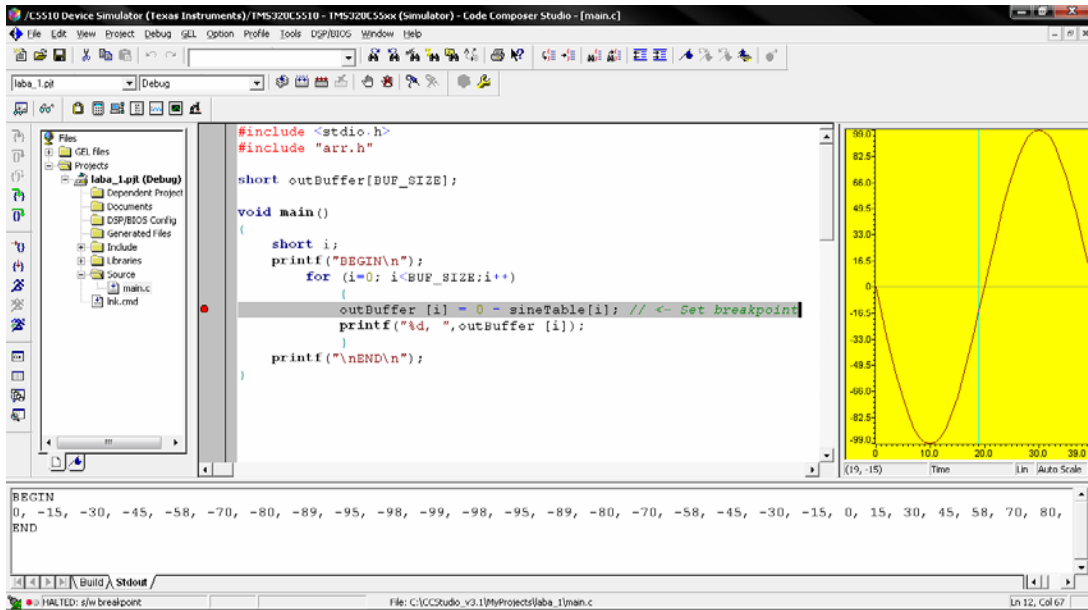 /C5510 Device Simulator (Texas Instruments)/TMS320C5510 - TMS320C55xx (Simulator) - Code Composer Studio - [main.c]
File Edit View Project Debug GEL Option Profile Tools DSP/BIOS Window Help
laba_1.pjt Debug
Files
GEL files
Projects
laba_1.pjt (Debug)
Dependent Project
Documents
DSP/BIOS Config
Generated Files
Include
Libraries
Source
main.c
lnk.cmd
#include <stdio.h>
#include "arr.h"
short outBuffer[BUF_SIZE];
void main()
{
short i;
printf("BEGIN\n");
for (i=0; i<BUF_SIZE;i++)
{
outBuffer [i] = 0 - sineTable[i]; // <- Set breakpoint
printf("%d, ",outBuffer [i]);
}
printf("\nEND\n");
}
99.0
82.5
66.0
49.5
33.0
16.5
0
-16.5
-33.0
-49.5
-66.0
-82.5
-99.0
0 10.0 20.0 30.0 39.0
(19, -15) Time Lin Auto Scale
BEGIN
0, -15, -30, -45, -58, -70, -80, -89, -95, -98, -99, -98, -95, -89, -80, -70, -58, -45, -30, -15, 0, 15, 30, 45, 58, 70, 80,
END
Build Stdout
HALTED: s/w breakpoint File: C:\CCStudio_v3.1\MyProjects\laba_1\main.c Ln 12, Col 67